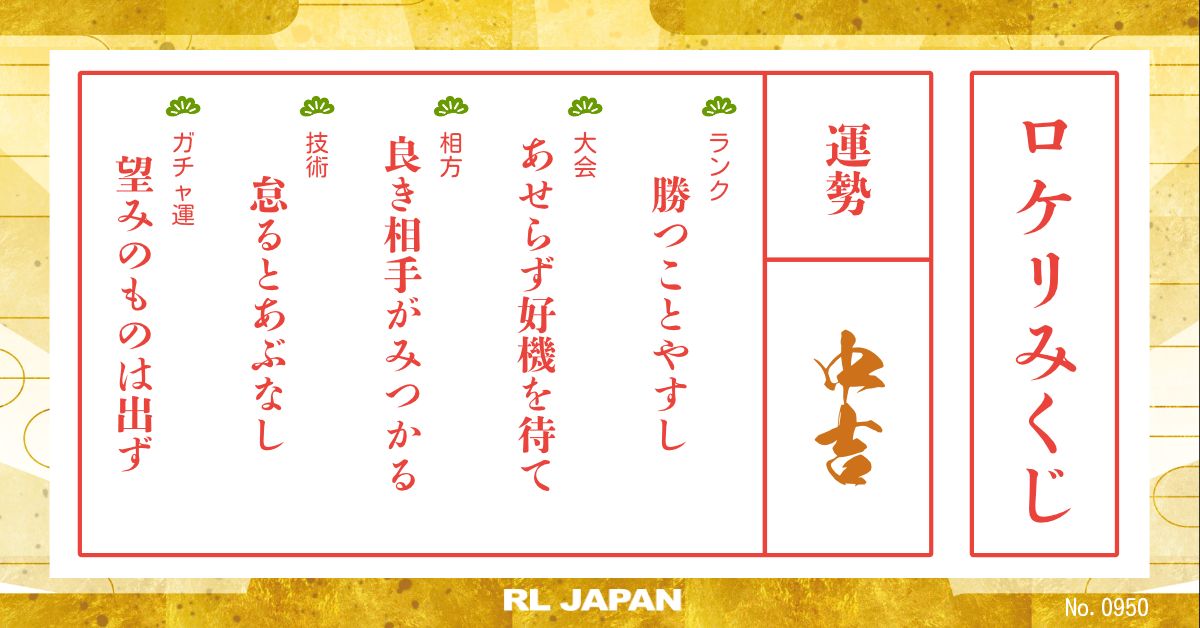 ロケリみくじ
運勢
中吉
ランク
勝つことやすし
大会
あせらず好機を待て
相方
良き相手がみつかる
技術
怠るとあぶなし
ガチャ運
望みのものは出ず
RL JAPAN
No. 0950